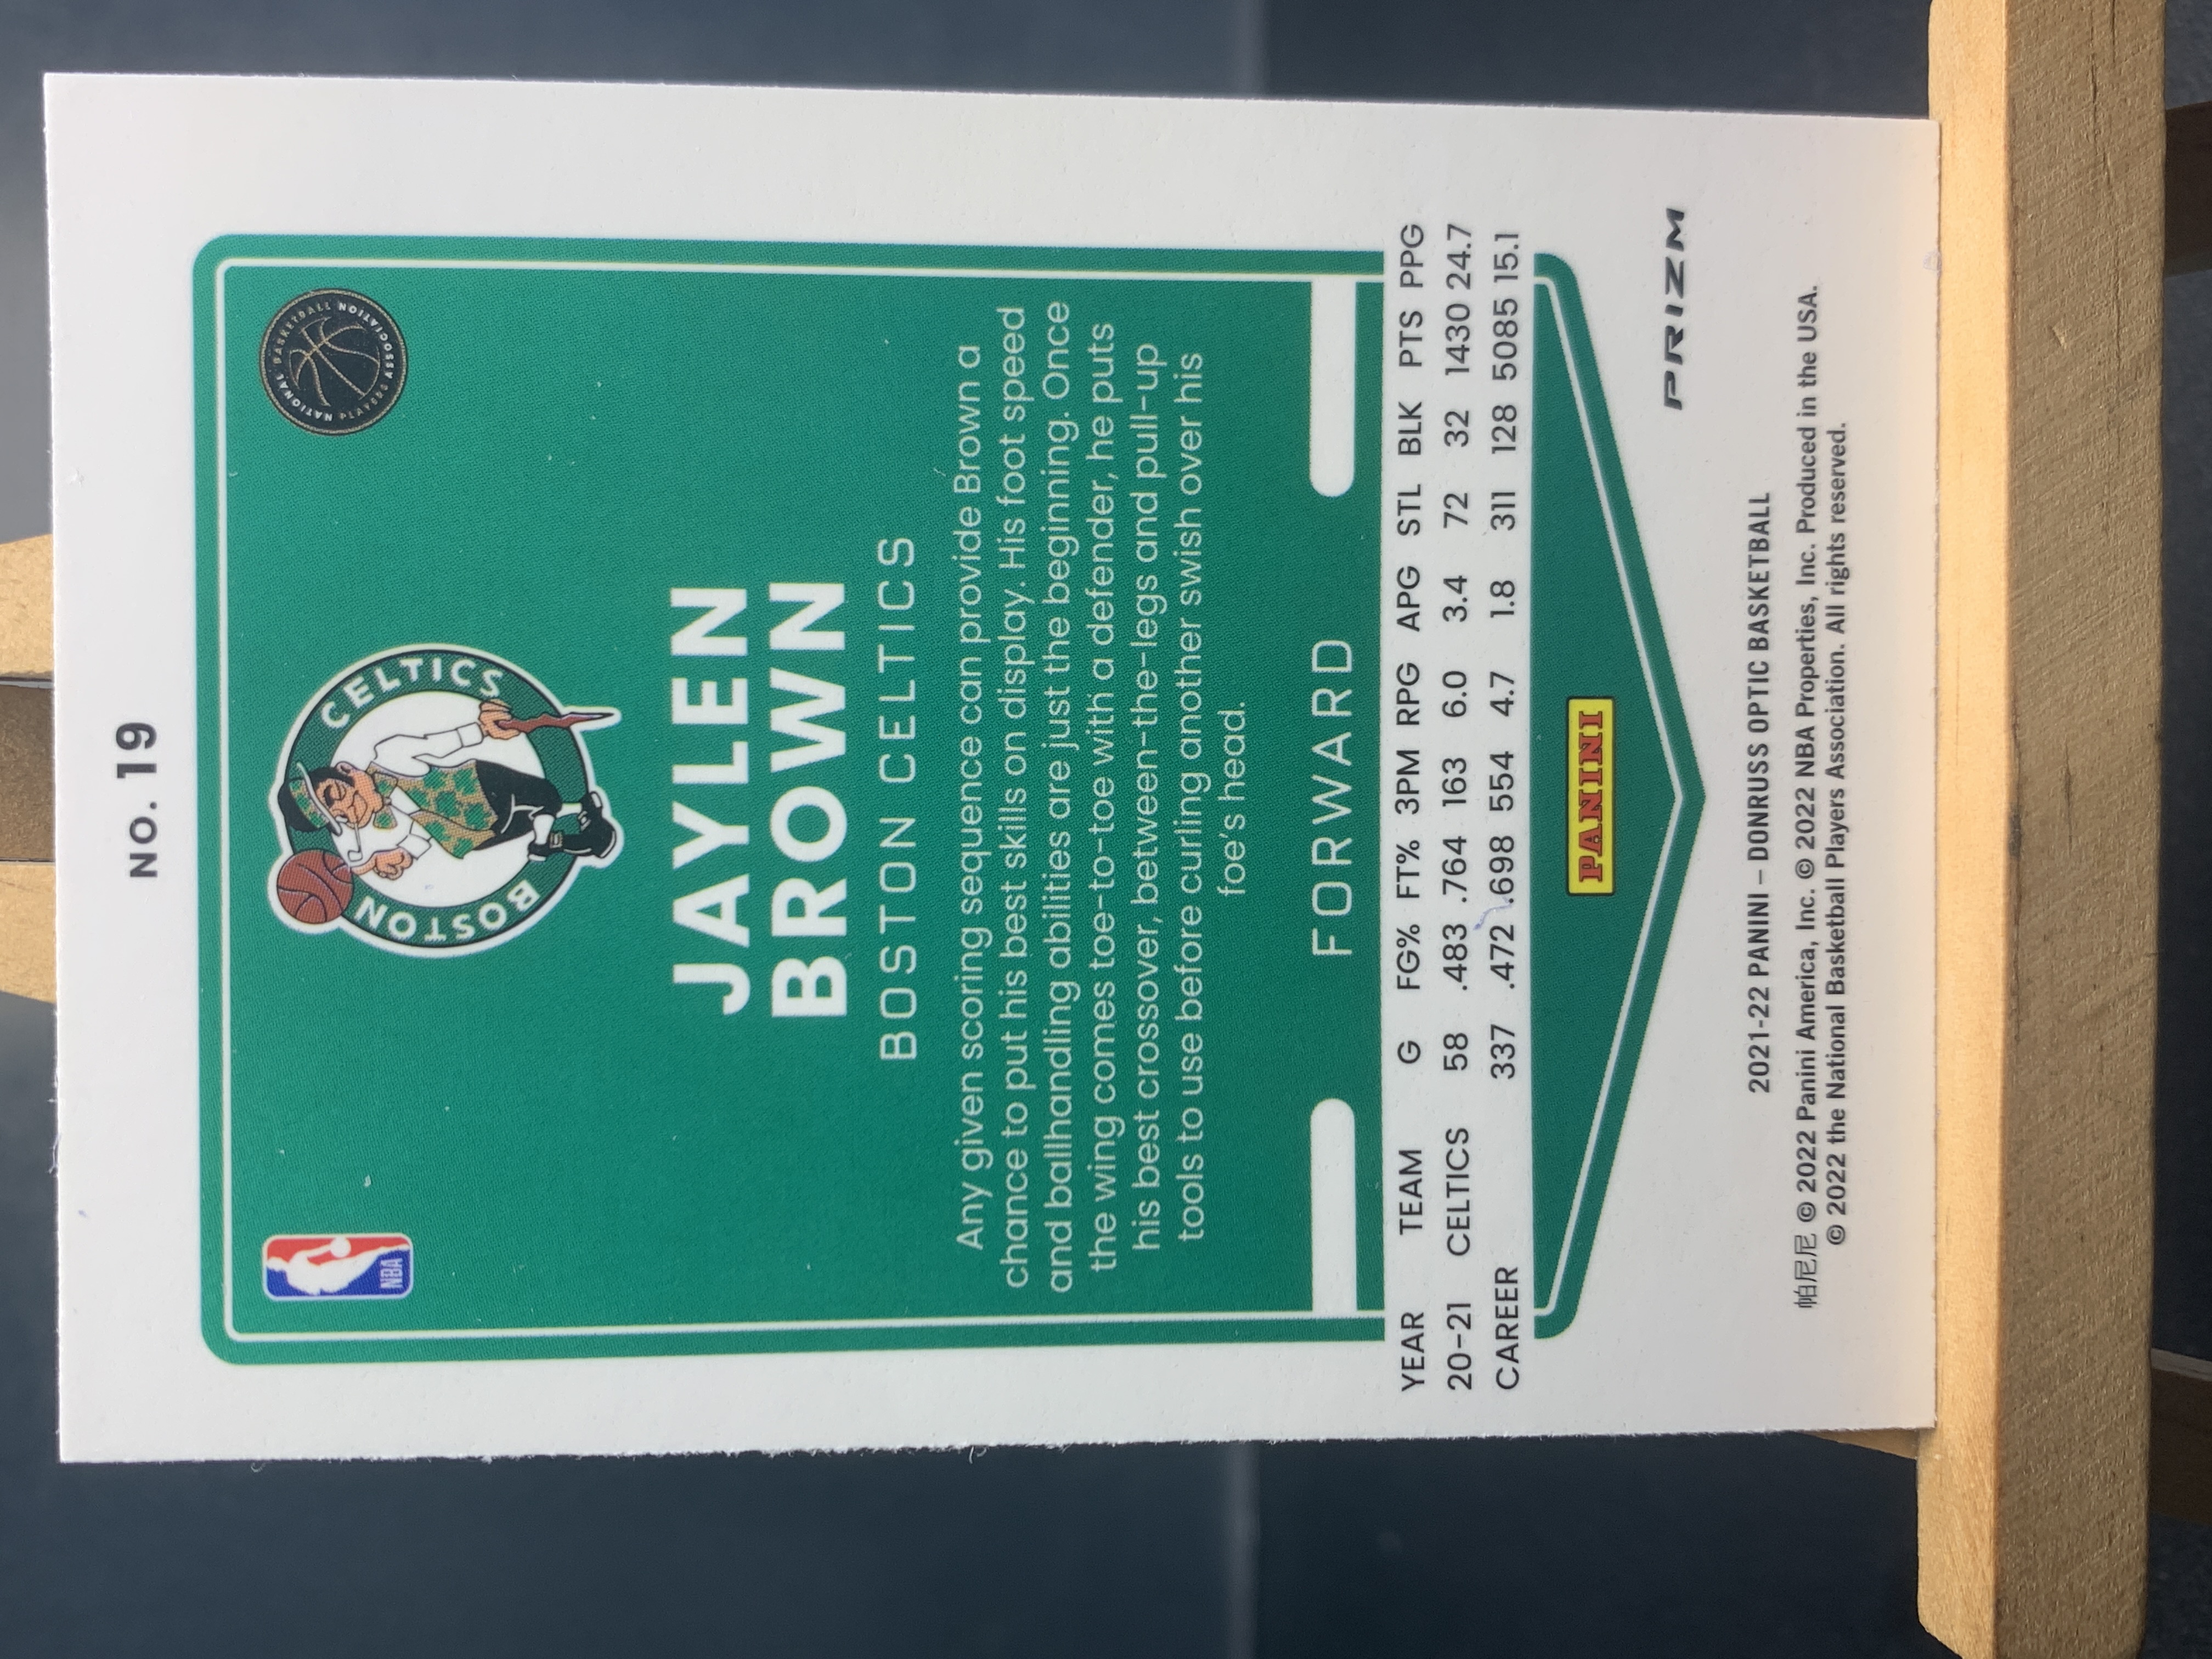 NO. 19
NBA
BOSTON CELTICS
NATIONAL BASKETBALL PLAYERS ASSOCIATION
JAYLEN
BROWN
BOSTON CELTICS
Any given scoring sequence can provide Brown a
chance to put his best skills on display. His foot speed
and ballhandling abilities are just the beginning. Once
the wing comes toe-to-toe with a defender, he puts
his best crossover, between-the-legs and pull-up
tools to use before curling another swish over his
foe's head.
FORWARD
YEAR TEAM G FG% FT% 3PM RPG APG STL BLK PTS PPG
20-21 CELTICS 58 .483 .764 163 6.0 3.4 72 32 1430 24.7
CAREER 337 .472 .698 554 4.7 1.8 311 128 5085 15.1
PANINI
PRIZM
2021-22 PANINI – DONRUSS OPTIC BASKETBALL
帕尼尼 © 2022 Panini America, Inc. © 2022 NBA Properties, Inc. Produced in the USA.
© 2022 the National Basketball Players Association. All rights reserved.